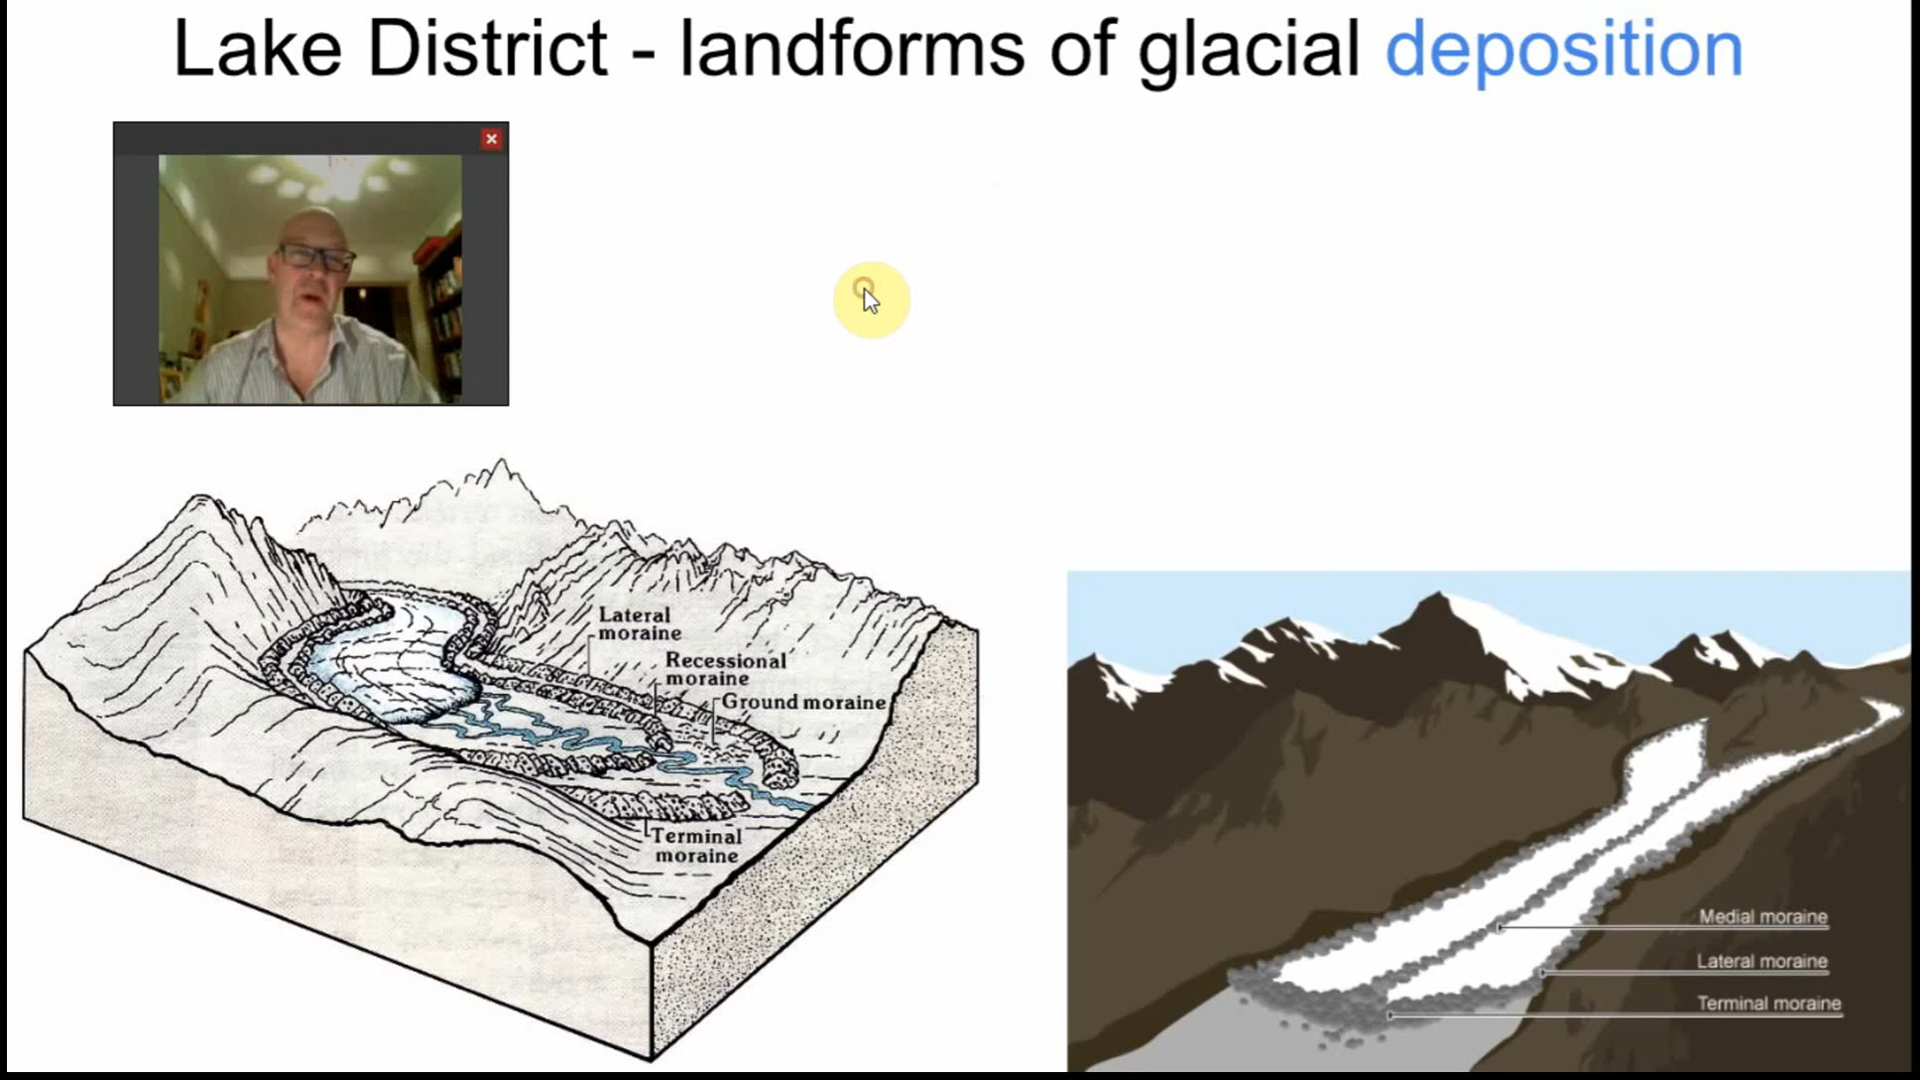 Lake District - landforms of glacial deposition
Lateral
moraine
Recessional
moraine
Ground moraine
Terminal
moraine
Medial moraine
Lateral moraine
Terminal moraine